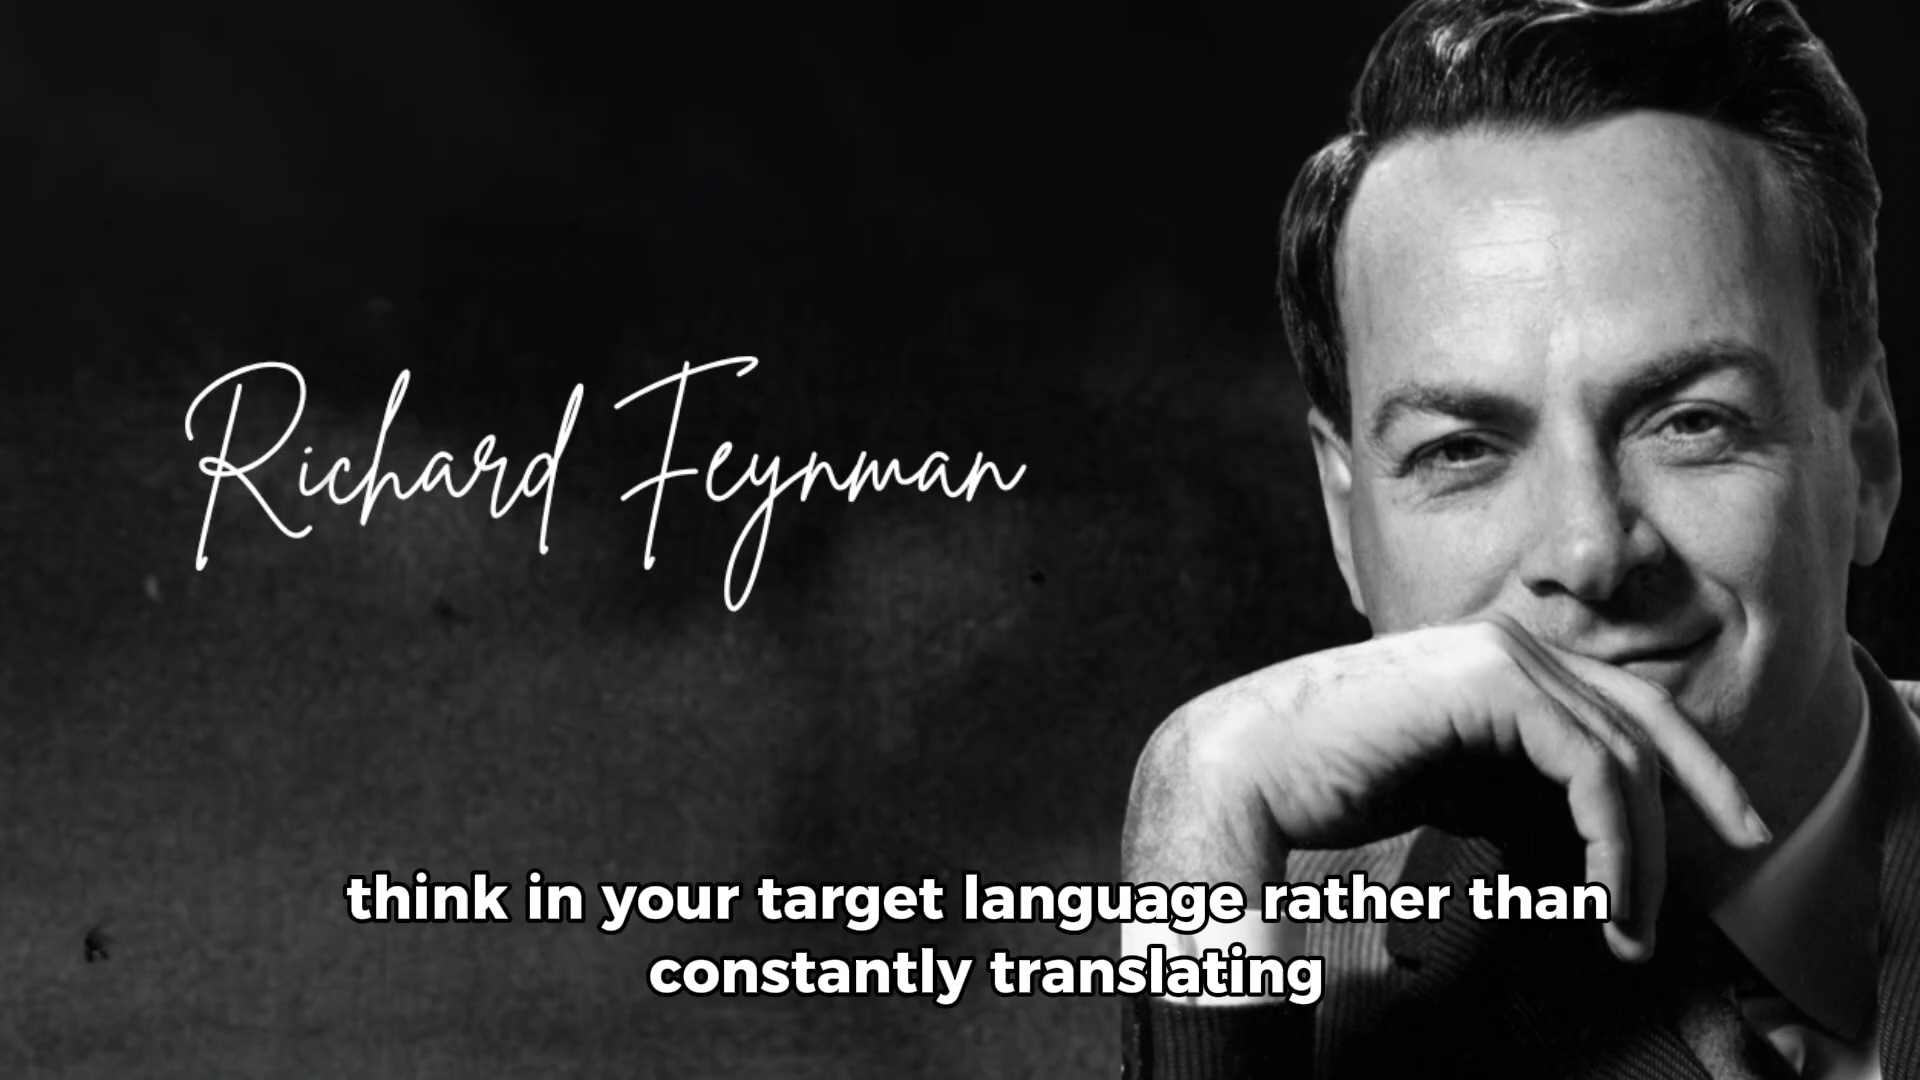 Richard Feynman
think in your target language rather than
constantly translating